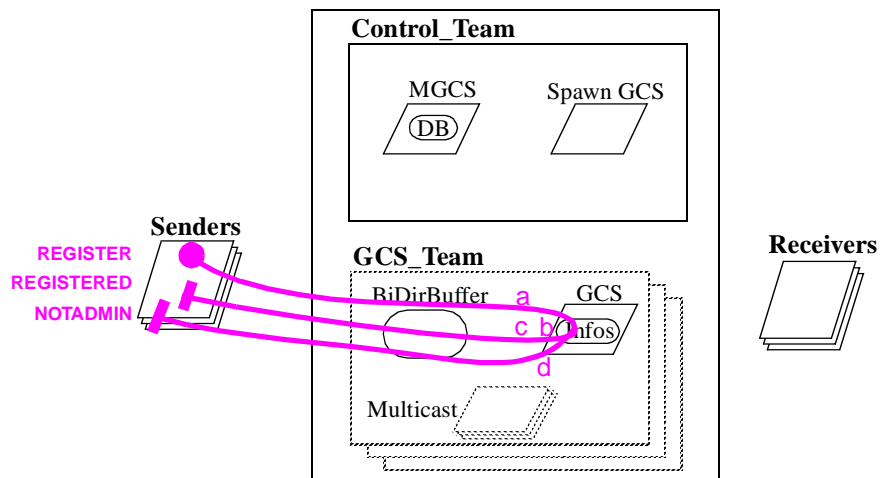 Control_Team
MGCS
Spawn GCS
DB
Senders
REGISTER
REGISTERED
NOTADMIN
GCS_Team
Receivers
BiDirBuffer
a
GCS
c
b
Infos
d
Multicast